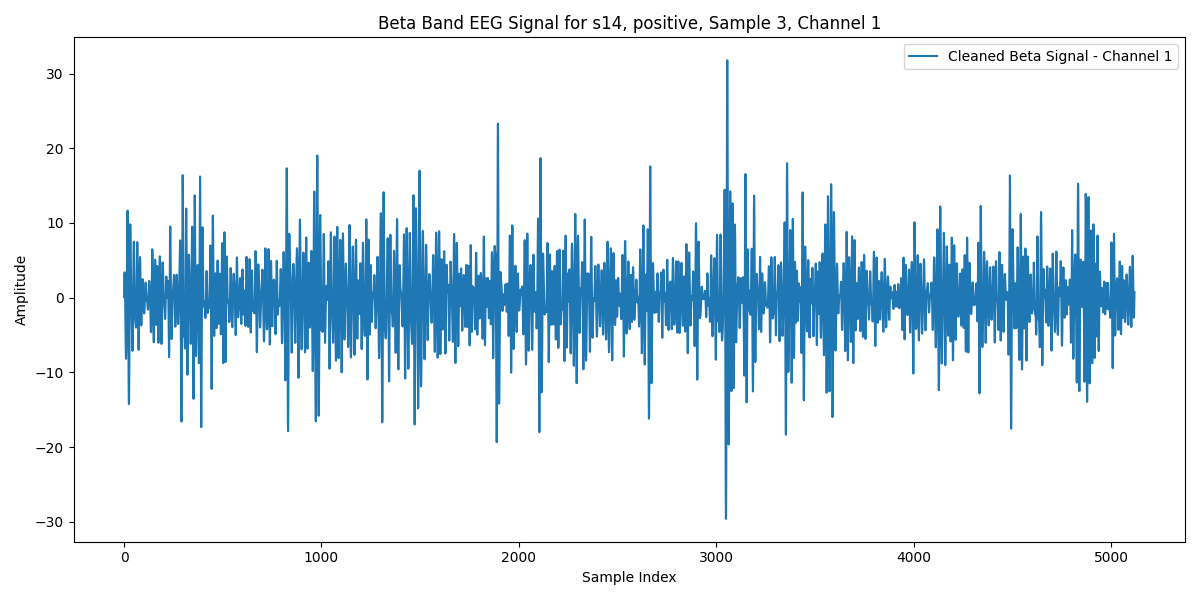 Beta Band EEG Signal for s14, positive, Sample 3, Channel 1
Cleaned Beta Signal - Channel 1
Amplitude
30
20
10
0
−10
−20
−30
0 1000 2000 3000 4000 5000
Sample Index